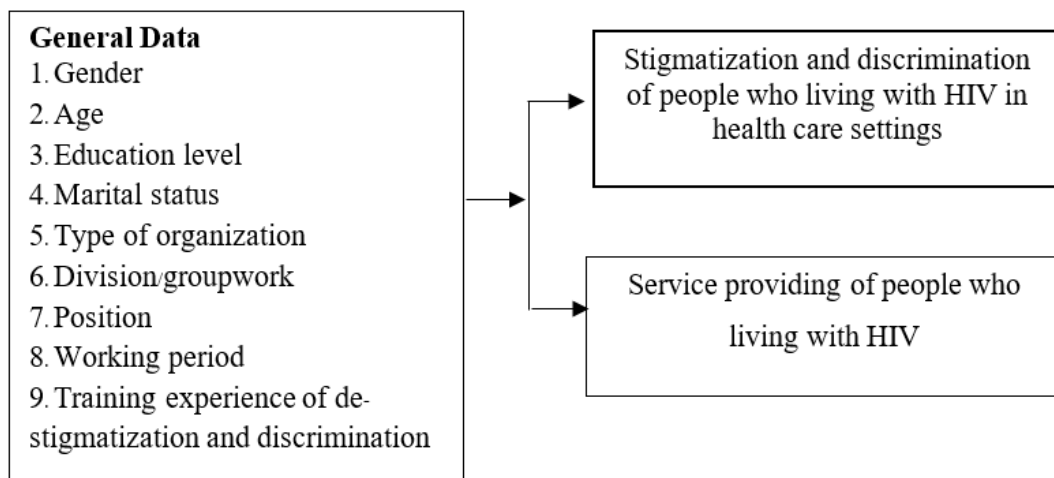 General Data
1. Gender
2. Age
3. Education level
4. Marital status
5. Type of organization
6. Division/groupwork
7. Position
8. Working period
9. Training experience of de-
stigmatization and discrimination
Stigmatization and discrimination
of people who living with HIV in
health care settings
Service providing of people who
living with HIV